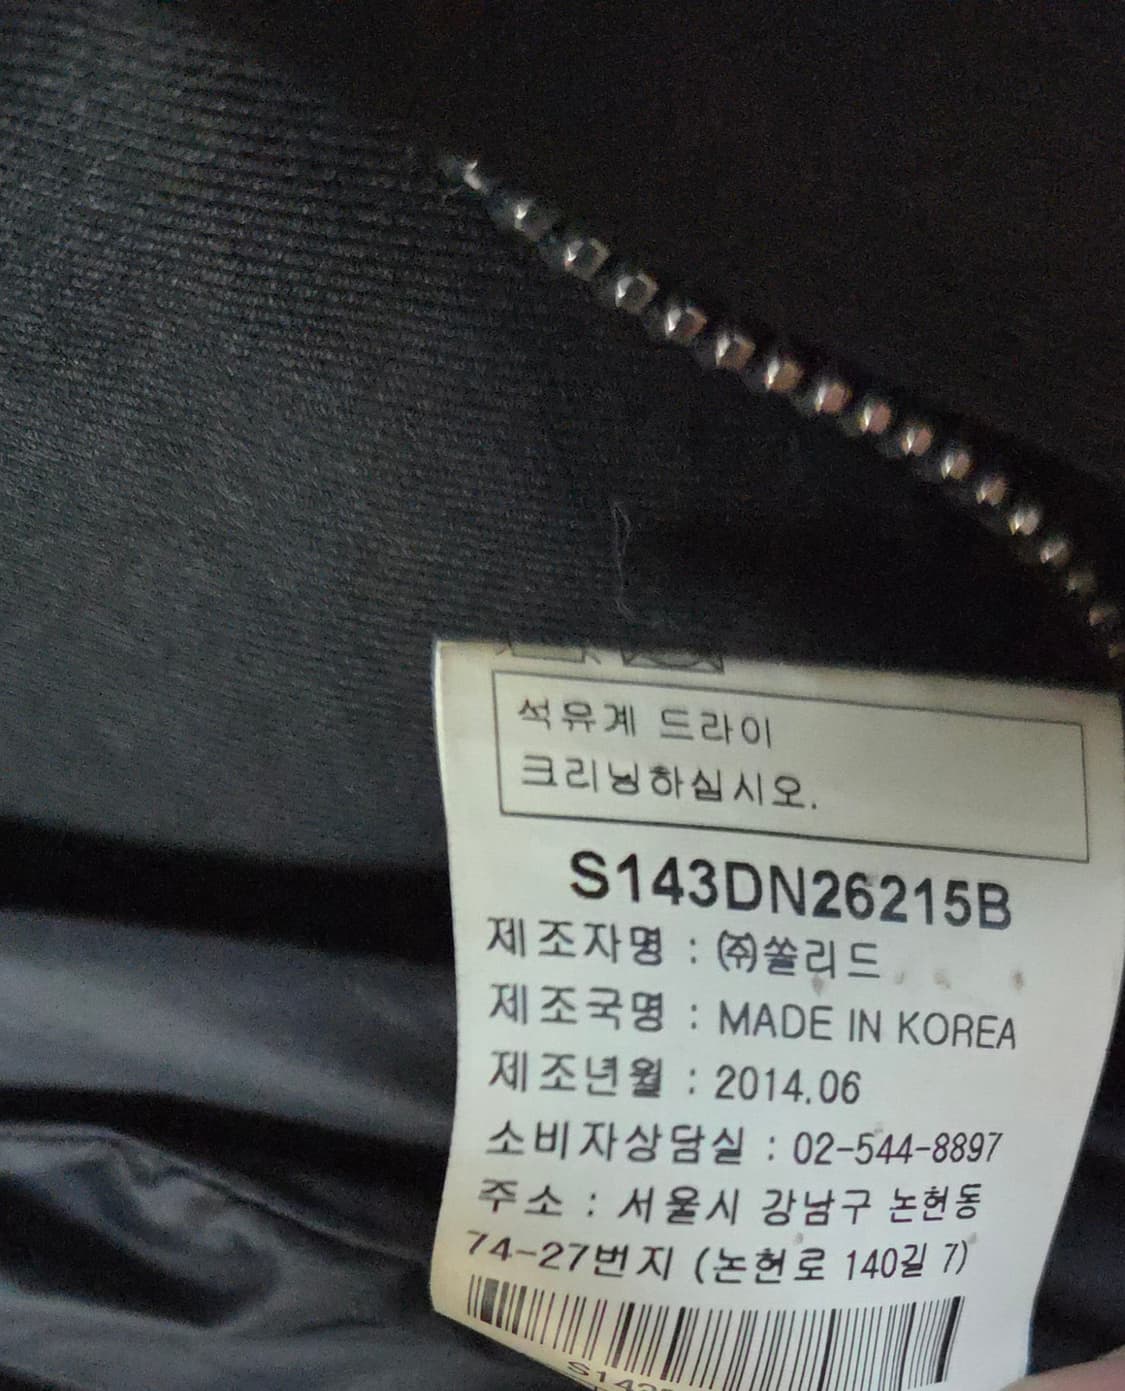 석유계 드라이
크리닝하십시오.
S143DN26215B
제조자명 : ㈜쏠리드
제조국명 : MADE IN KOREA
제조년월 : 2014.06
소비자상담실 : 02-544-8897
주소 : 서울시 강남구 논현동
74-27번지 (논현로 140길 7)